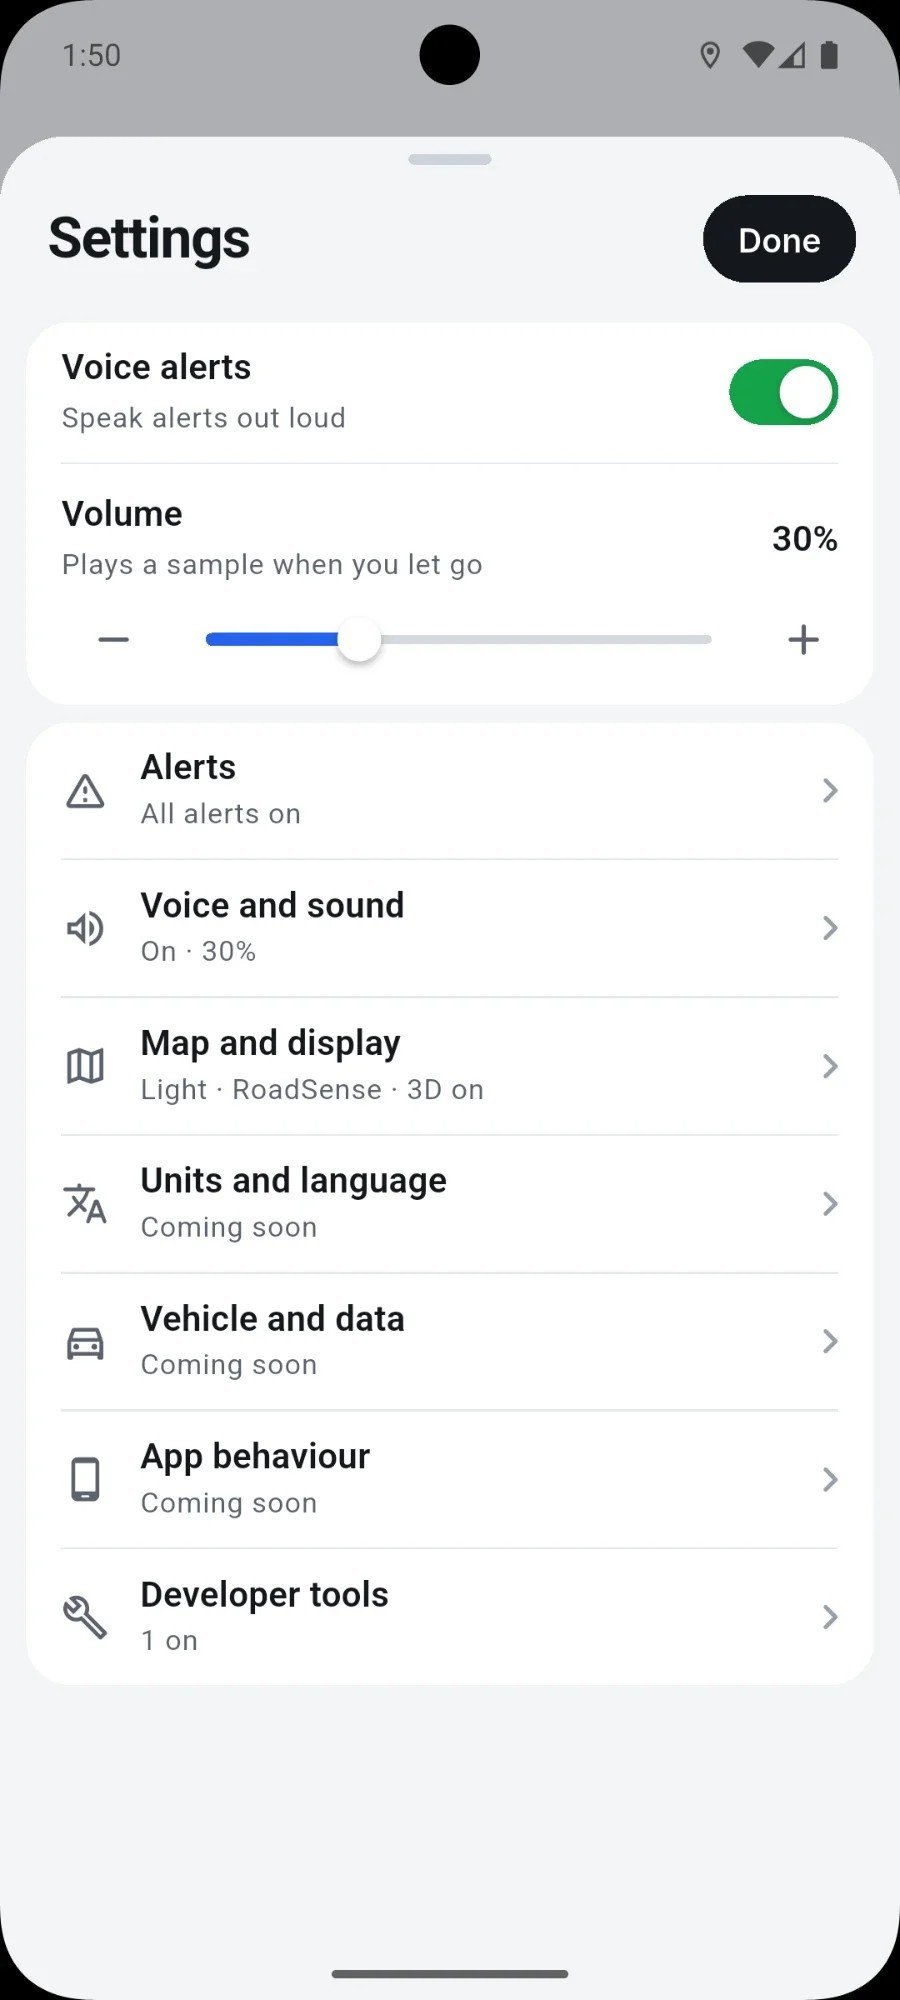 1:50
Settings
Done
Voice alerts
Speak alerts out loud
Volume
Plays a sample when you let go
30%
Alerts
All alerts on
Voice and sound
On · 30%
Map and display
Light · RoadSense · 3D on
Units and language
Coming soon
Vehicle and data
Coming soon
App behaviour
Coming soon
Developer tools
1 on